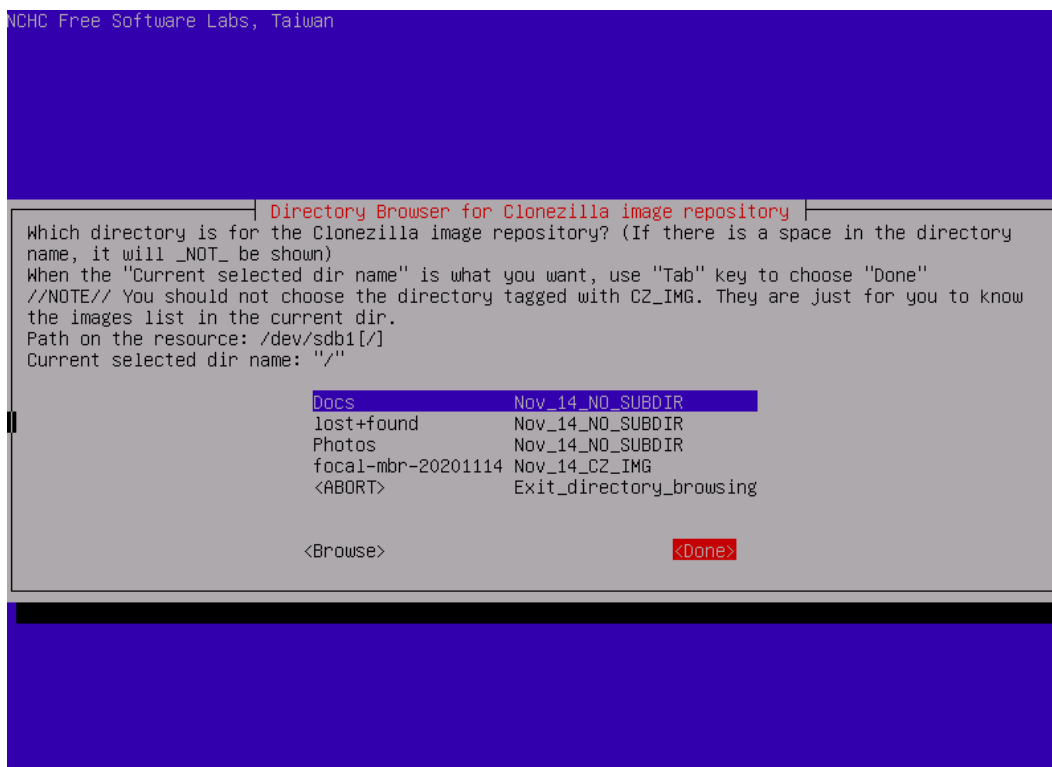 NCHC Free Software Labs, Taiwan
Directory Browser for Clonezilla image repository
Which directory is for the Clonezilla image repository? (If there is a space in the directory
name, it will _NOT_ be shown)
When the "Current selected dir name" is what you want, use "Tab" key to choose "Done"
//NOTE// You should not choose the directory tagged with CZ_IMG. They are just for you to know
the images list in the current dir.
Path on the resource: /dev/sdb1[/]
Current selected dir name: "/"
Docs Nov_14_NO_SUBDIR
lost+found Nov_14_NO_SUBDIR
Photos Nov_14_NO_SUBDIR
focal-mbr-20201114 Nov_14_CZ_IMG
<ABORT> Exit_directory_browsing
<Browse> <Done>